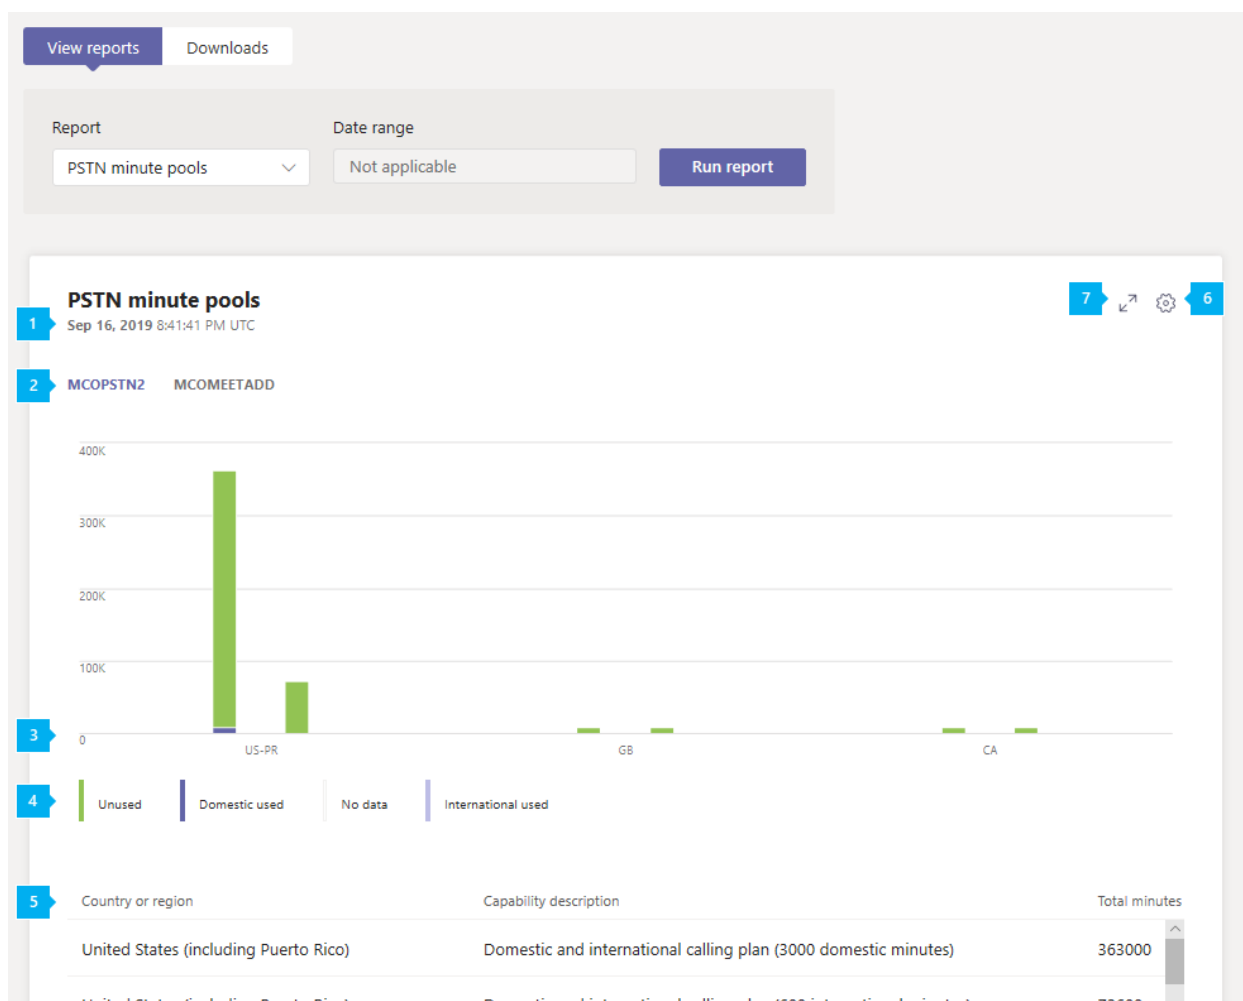 View reports Downloads
Report Date range
PSTN minute pools Not applicable Run report
PSTN minute pools
7 6
1 Sep 16, 2019 8:41:41 PM UTC
2 MCOPSTN2 MCOMEETADD
400K
300K
200K
100K
3 0
US-PR GB CA
4 Unused Domestic used No data International used
5 Country or region Capability description Total minutes
United States (including Puerto Rico) Domestic and international calling plan (3000 domestic minutes) 363000